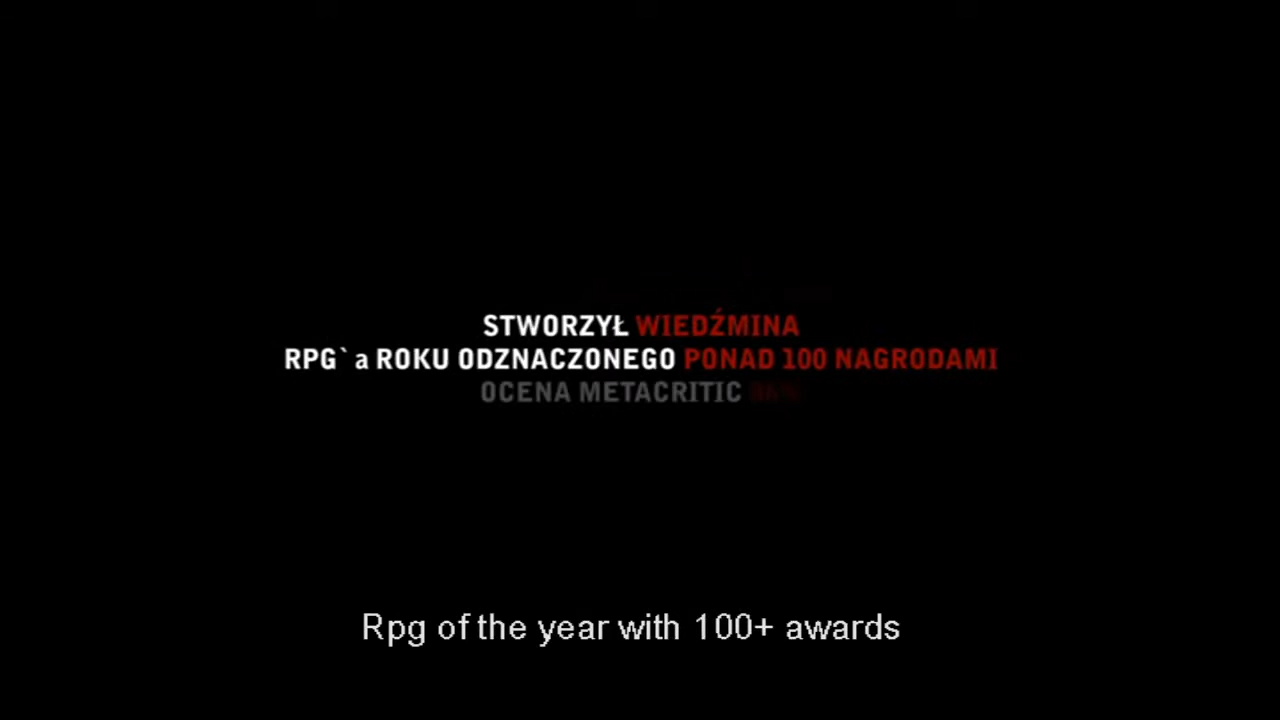 STWORZYŁ WIEDŹMINA
RPG`a ROKU ODZNACZONEGO PONAD 100 NAGRODAMI
OCENA METACRITIC
Rpg of the year with 100+ awards